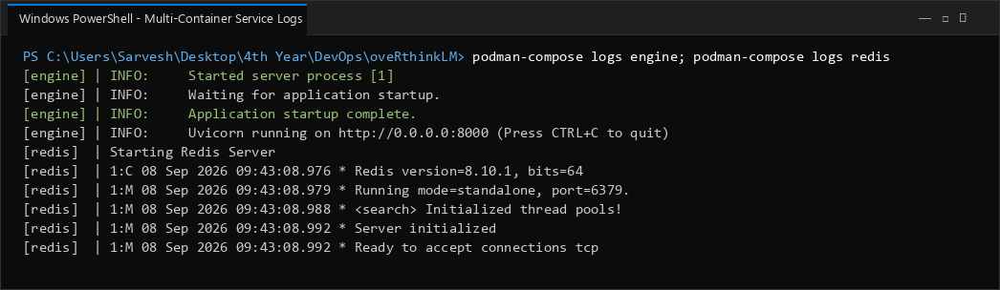 Windows PowerShell - Multi-Container Service Logs
PS C:\Users\Sarvesh\Desktop\4th Year\DevOps\oveRthinkLM> podman-compose logs engine; podman-compose logs redis
[engine] | INFO:     Started server process [1]
[engine] | INFO:     Waiting for application startup.
[engine] | INFO:     Application startup complete.
[engine] | INFO:     Uvicorn running on http://0.0.0.0:8000 (Press CTRL+C to quit)
[redis]  | Starting Redis Server
[redis]  | 1:C 08 Sep 2026 09:43:08.976 * Redis version=8.10.1, bits=64
[redis]  | 1:M 08 Sep 2026 09:43:08.979 * Running mode=standalone, port=6379.
[redis]  | 1:M 08 Sep 2026 09:43:08.988 * <search> Initialized thread pools!
[redis]  | 1:M 08 Sep 2026 09:43:08.992 * Server initialized
[redis]  | 1:M 08 Sep 2026 09:43:08.992 * Ready to accept connections tcp